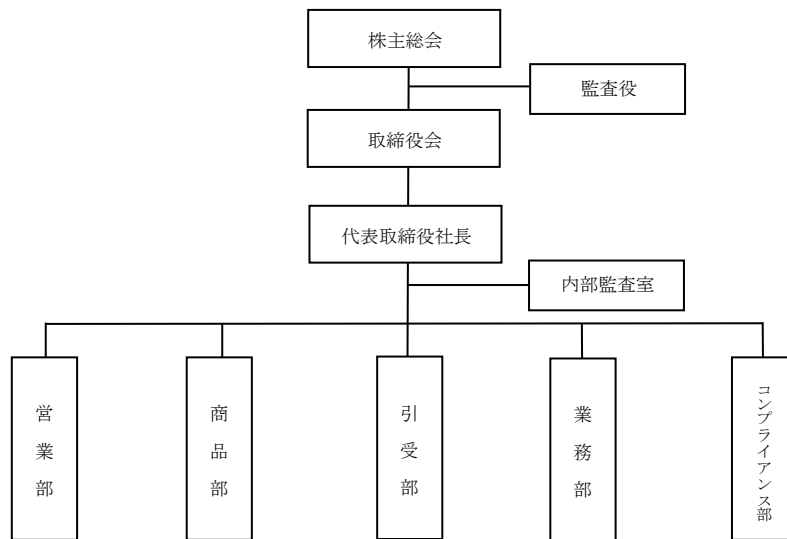 株主総会
監査役
取締役会
代表取締役社長
内部監査室
営業部
商品部
引受部
業務部
コンプライアンス部